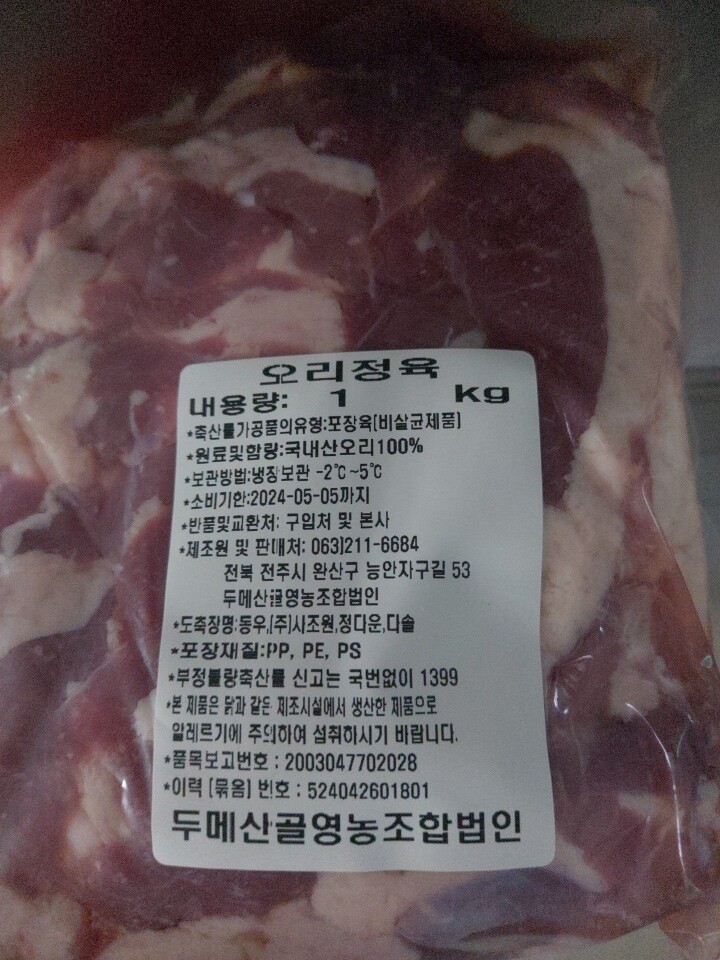 오리정육
내용량: 1 kg
*축산물가공품의유형:포장육(비살균제품)
*원료및함량:국내산오리100%
*보관방법:냉장보관 -2℃~5℃
*소비기한:2024-05-05까지
*반품및교환처: 구입처 및 본사
*제조원 및 판매처: 063)211-6684
전북 전주시 완산구 능안자구길 53
두메산골영농조합법인
*도축장명:동우,(주)사조원,정다운,다솔
*포장재질:PP, PE, PS
*부정불량축산물 신고는 국번없이 1399
*본 제품은 닭과 같은 제조시설에서 생산한 제품으로
알레르기에 주의하여 섭취하시기 바랍니다.
*품목보고번호 : 2003047702028
*이력 (묶음) 번호 : 524042601801
두메산골영농조합법인